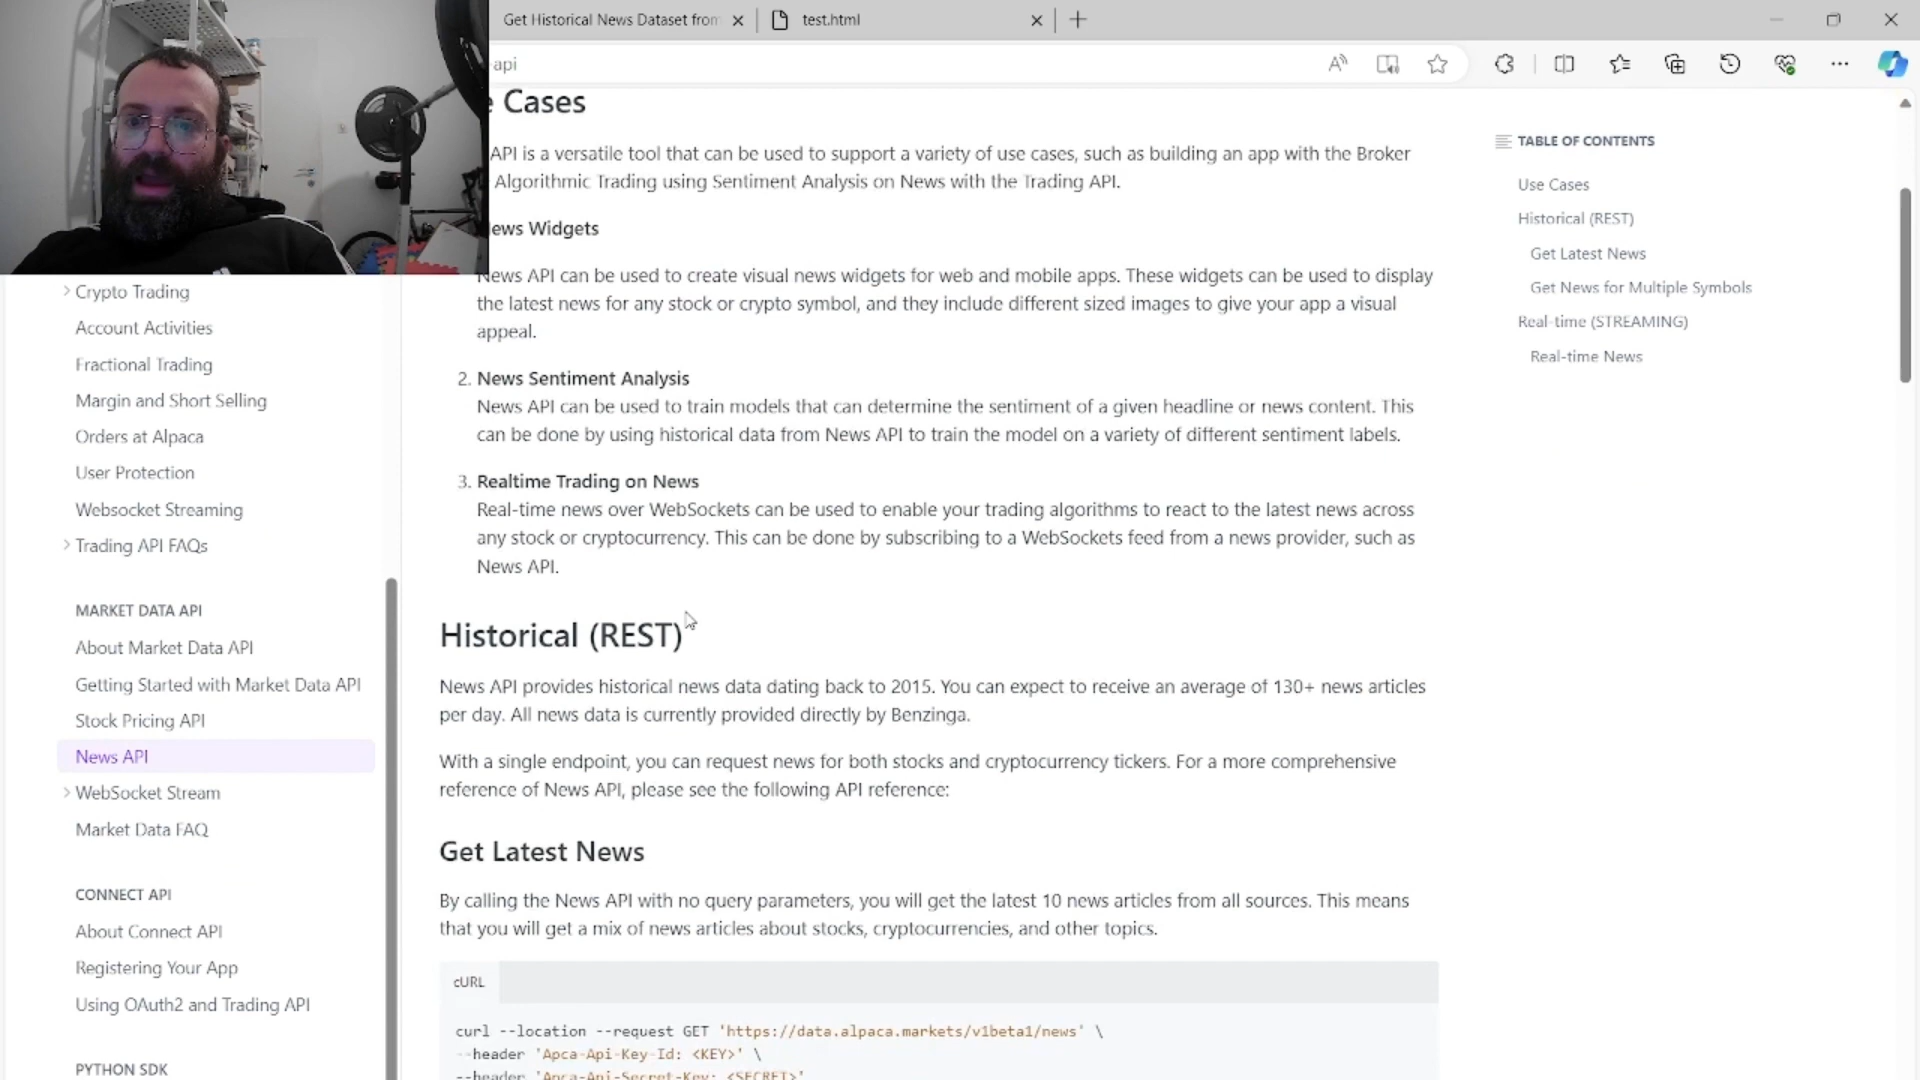 Get Historical News Dataset from
test.html
-api
e Cases
API is a versatile tool that can be used to support a variety of use cases, such as building an app with the Broker
Algorithmic Trading using Sentiment Analysis on News with the Trading API.
ews Widgets
News API can be used to create visual news widgets for web and mobile apps. These widgets can be used to display
the latest news for any stock or crypto symbol, and they include different sized images to give your app a visual
appeal.
2. News Sentiment Analysis
News API can be used to train models that can determine the sentiment of a given headline or news content. This
can be done by using historical data from News API to train the model on a variety of different sentiment labels.
3. Realtime Trading on News
Real-time news over WebSockets can be used to enable your trading algorithms to react to the latest news across
any stock or cryptocurrency. This can be done by subscribing to a WebSockets feed from a news provider, such as
News API.
Historical (REST)
News API provides historical news data dating back to 2015. You can expect to receive an average of 130+ news articles
per day. All news data is currently provided directly by Benzinga.
With a single endpoint, you can request news for both stocks and cryptocurrency tickers. For a more comprehensive
reference of News API, please see the following API reference:
Get Latest News
By calling the News API with no query parameters, you will get the latest 10 news articles from all sources. This means
that you will get a mix of news articles about stocks, cryptocurrencies, and other topics.
cURL
curl --location --request GET 'https://data.alpaca.markets/v1beta1/news' \
--header 'Apca-Api-Key-Id: <KEY>' \
--header 'Apca-Api-Secret-Key: <SECRET>'
Crypto Trading
Account Activities
Fractional Trading
Margin and Short Selling
Orders at Alpaca
User Protection
Websocket Streaming
Trading API FAQs
MARKET DATA API
About Market Data API
Getting Started with Market Data API
Stock Pricing API
News API
WebSocket Stream
Market Data FAQ
CONNECT API
About Connect API
Registering Your App
Using OAuth2 and Trading API
PYTHON SDK
TABLE OF CONTENTS
Use Cases
Historical (REST)
Get Latest News
Get News for Multiple Symbols
Real-time (STREAMING)
Real-time News